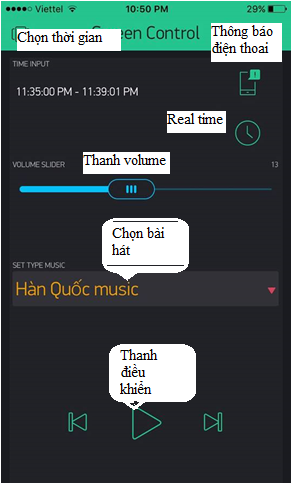 Viettel 10:50 PM 29%
Chọn thời gian
een Control
Thông báo
điện thoai
TIME INPUT
11:35:00 PM - 11:39:01 PM
Real time
Thanh volume
VOLUME SLIDER 13
Chọn bài
hát
SET TYPE MUSIC
Hàn Quốc music
Thanh
điều
khiển